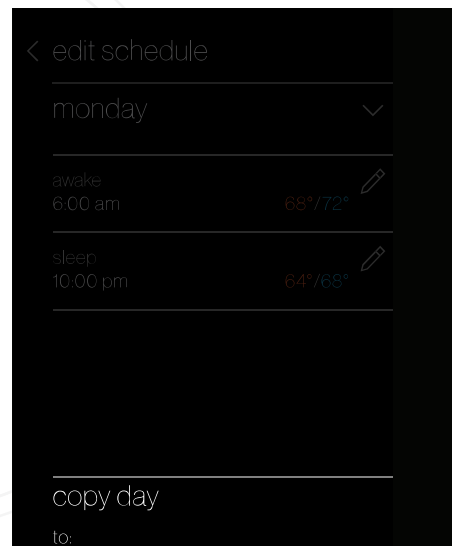 edit schedule
monday
awake
6:00 am 68°/72°
sleep
10:00 pm 64°/68°
copy day
to: